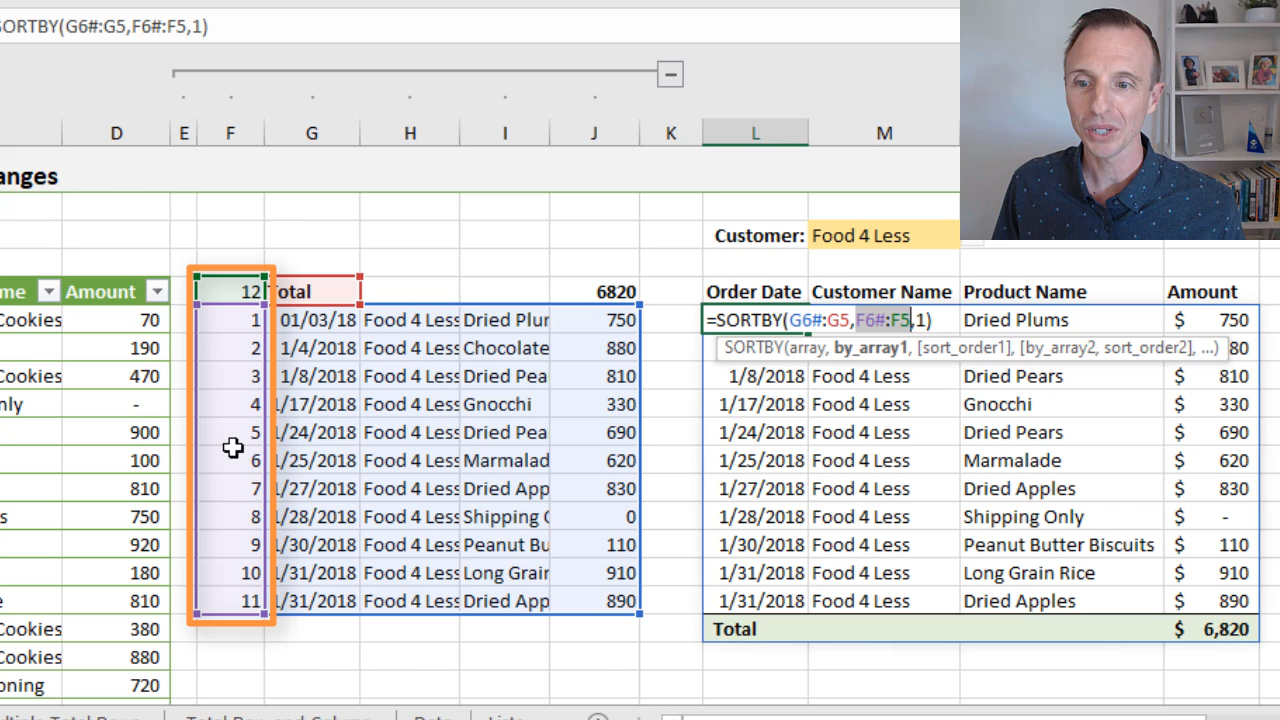 SORTBY(G6#:G5,F6#:F5,1)
D E F G H I J K L M
anges
Customer: Food 4 Less
me Amount 12 Total 6820 Order Date Customer Name Product Name Amount
Cookies 70 1 01/03/18 Food 4 Less Dried Plum 750 =SORTBY(G6#:G5,F6#:F5,1) Dried Plums $ 750
190 2 1/4/2018 Food 4 Less Chocolate 880 SORTBY(array, by_array1, [sort_order1], [by_array2, sort_order2], ...) 80
Cookies 470 3 1/8/2018 Food 4 Less Dried Pea 810 1/8/2018 Food 4 Less Dried Pears $ 810
nly - 4 1/17/2018 Food 4 Less Gnocchi 330 1/17/2018 Food 4 Less Gnocchi $ 330
900 5 1/24/2018 Food 4 Less Dried Pea 690 1/24/2018 Food 4 Less Dried Pears $ 690
100 6 1/25/2018 Food 4 Less Marmalad 620 1/25/2018 Food 4 Less Marmalade $ 620
810 7 1/27/2018 Food 4 Less Dried App 830 1/27/2018 Food 4 Less Dried Apples $ 830
s 750 8 1/28/2018 Food 4 Less Shipping 0 1/28/2018 Food 4 Less Shipping Only $ -
920 9 1/30/2018 Food 4 Less Peanut Bu 110 1/30/2018 Food 4 Less Peanut Butter Biscuits $ 110
180 10 1/31/2018 Food 4 Less Long Grain 910 1/31/2018 Food 4 Less Long Grain Rice $ 910
e 810 11 1/31/2018 Food 4 Less Dried App 890 1/31/2018 Food 4 Less Dried Apples $ 890
Cookies 380 Total $ 6,820
Cookies 880
oning 720